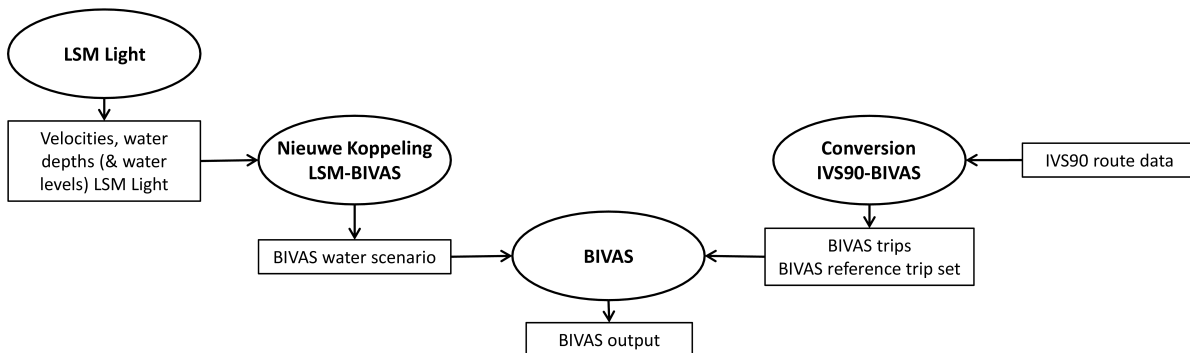 LSM Light
Velocities, water
depths (& water
levels) LSM Light
Nieuwe Koppeling
LSM-BIVAS
BIVAS water scenario
BIVAS
BIVAS output
Conversion
IVS90-BIVAS
IVS90 route data
BIVAS trips
BIVAS reference trip set